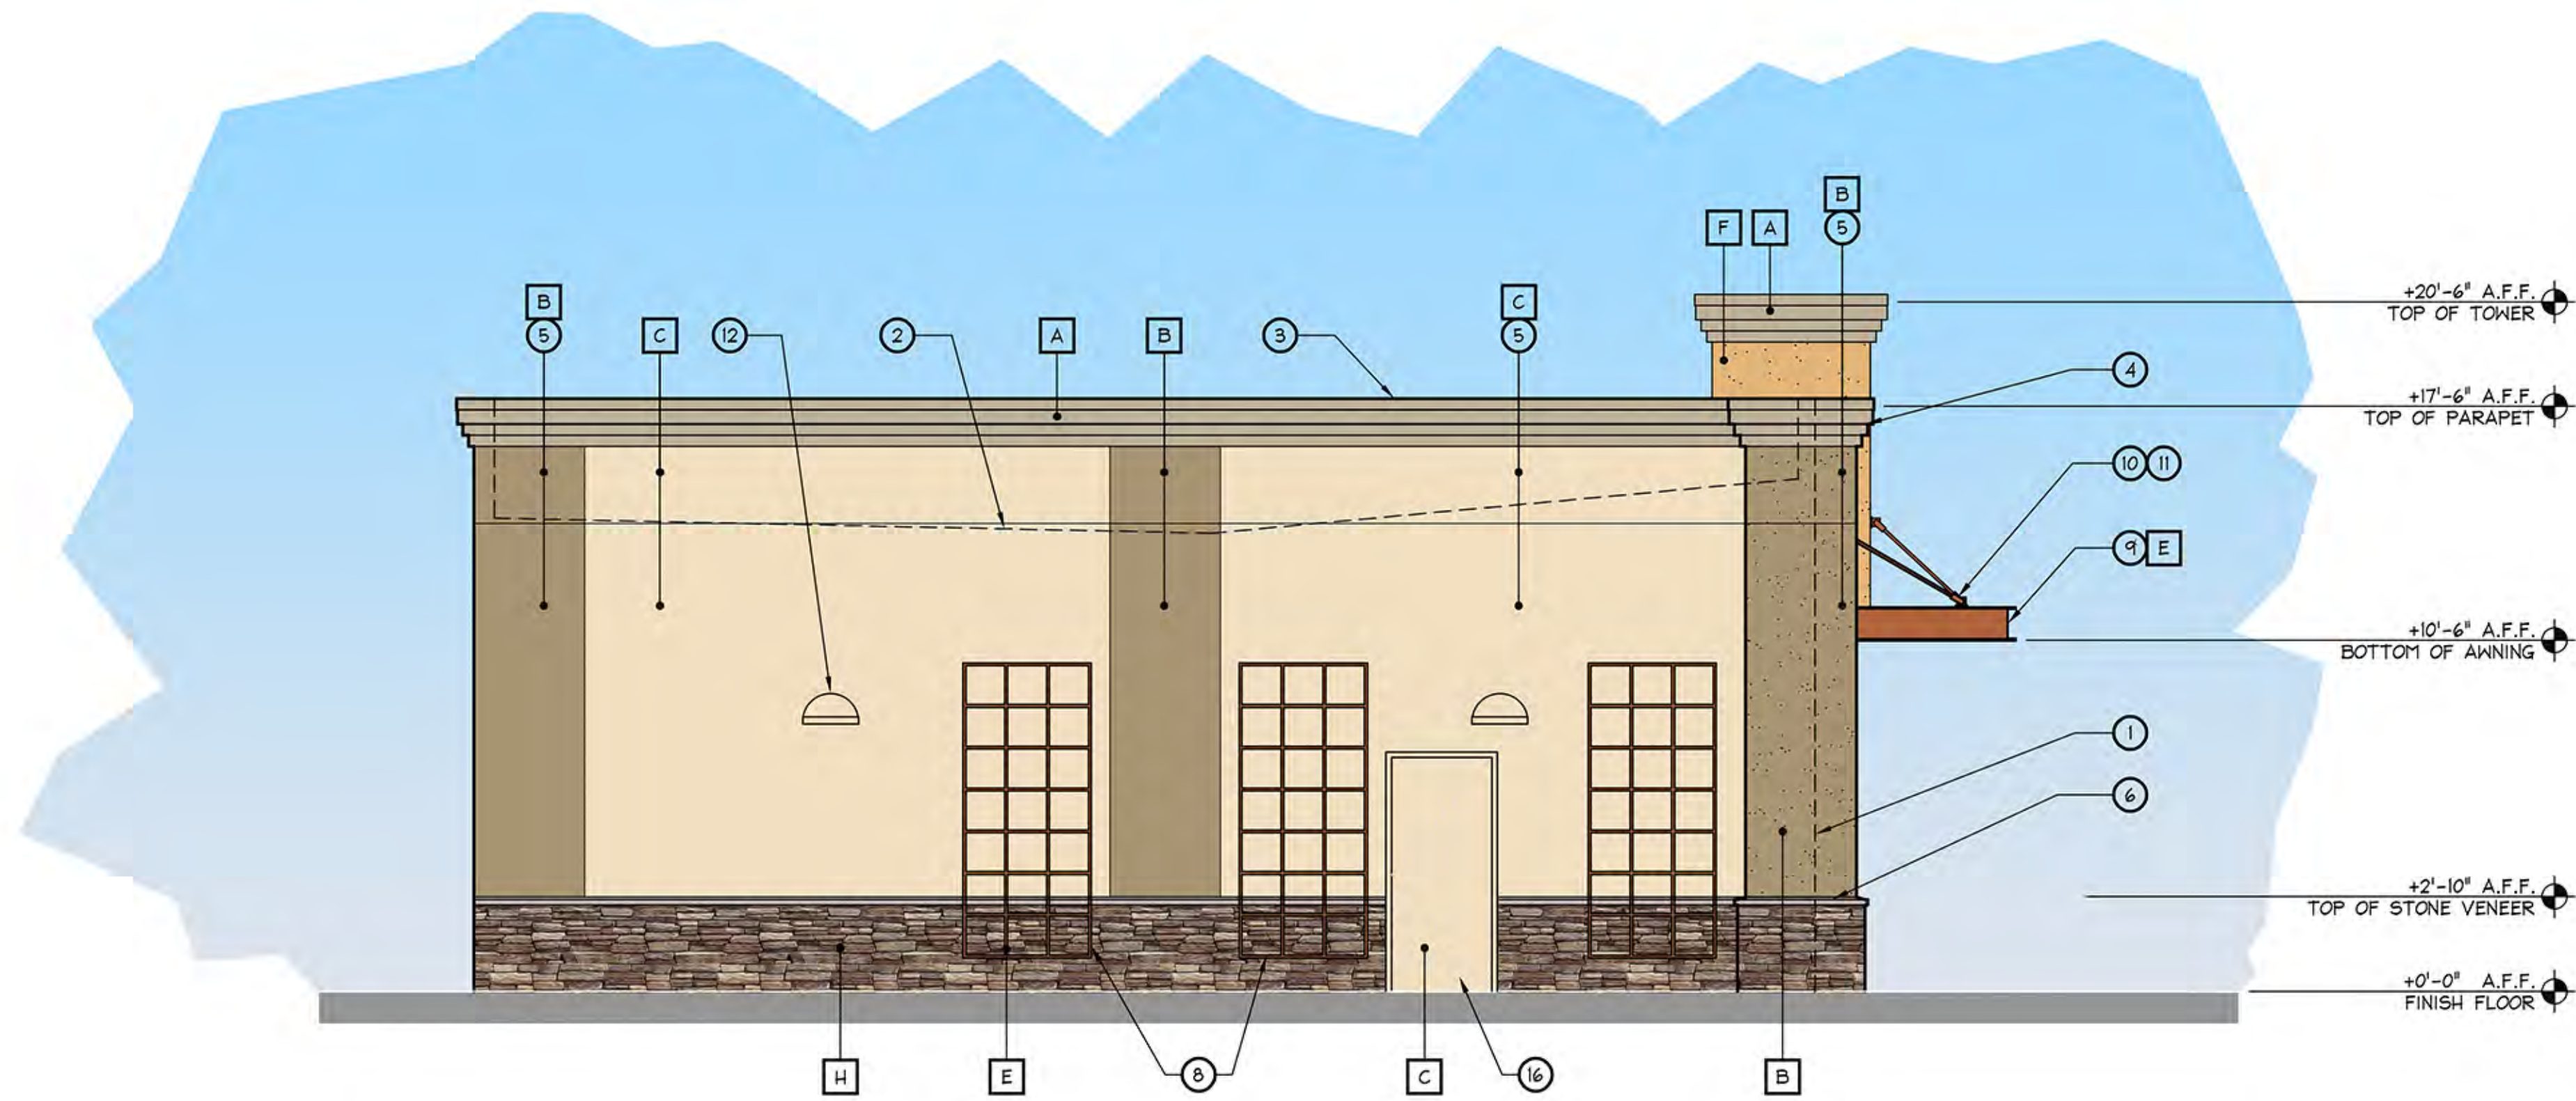 B
5
F
A
B
5
C
12
2
A
B
3
C
5
+20'-6" A.F.F.
TOP OF TOWER
4
+17'-6" A.F.F.
TOP OF PARAPET
10 11
9 E
+10'-6" A.F.F.
BOTTOM OF AWNING
1
6
+2'-10" A.F.F.
TOP OF STONE VENEER
+0'-0" A.F.F.
FINISH FLOOR
H
E
8
C
16
B